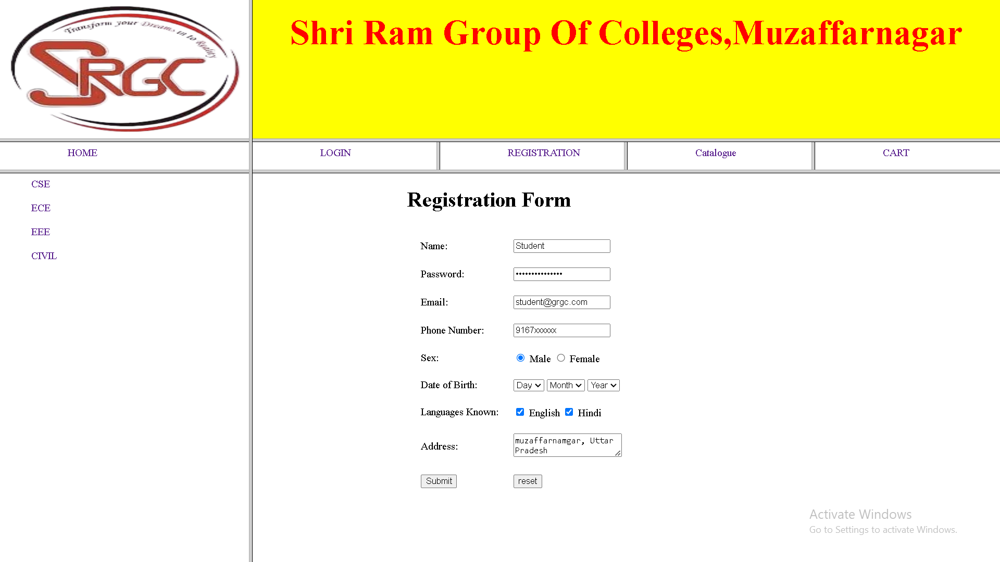 Transform your Dreams in to Reality
SRGC
Shri Ram Group Of Colleges,Muzaffarnagar
HOME
LOGIN
REGISTRATION
Catalogue
CART
CSE
ECE
EEE
CIVIL
Registration Form
Name:
Student
Password:
•••••••••••••••
Email:
student@grgc.com
Phone Number:
9167xxxxxx
Sex:
Male Female
Date of Birth:
Day Month Year
Languages Known:
English Hindi
Address:
muzaffarnamgar, Uttar
Pradesh
Submit
reset
Activate Windows
Go to Settings to activate Windows.